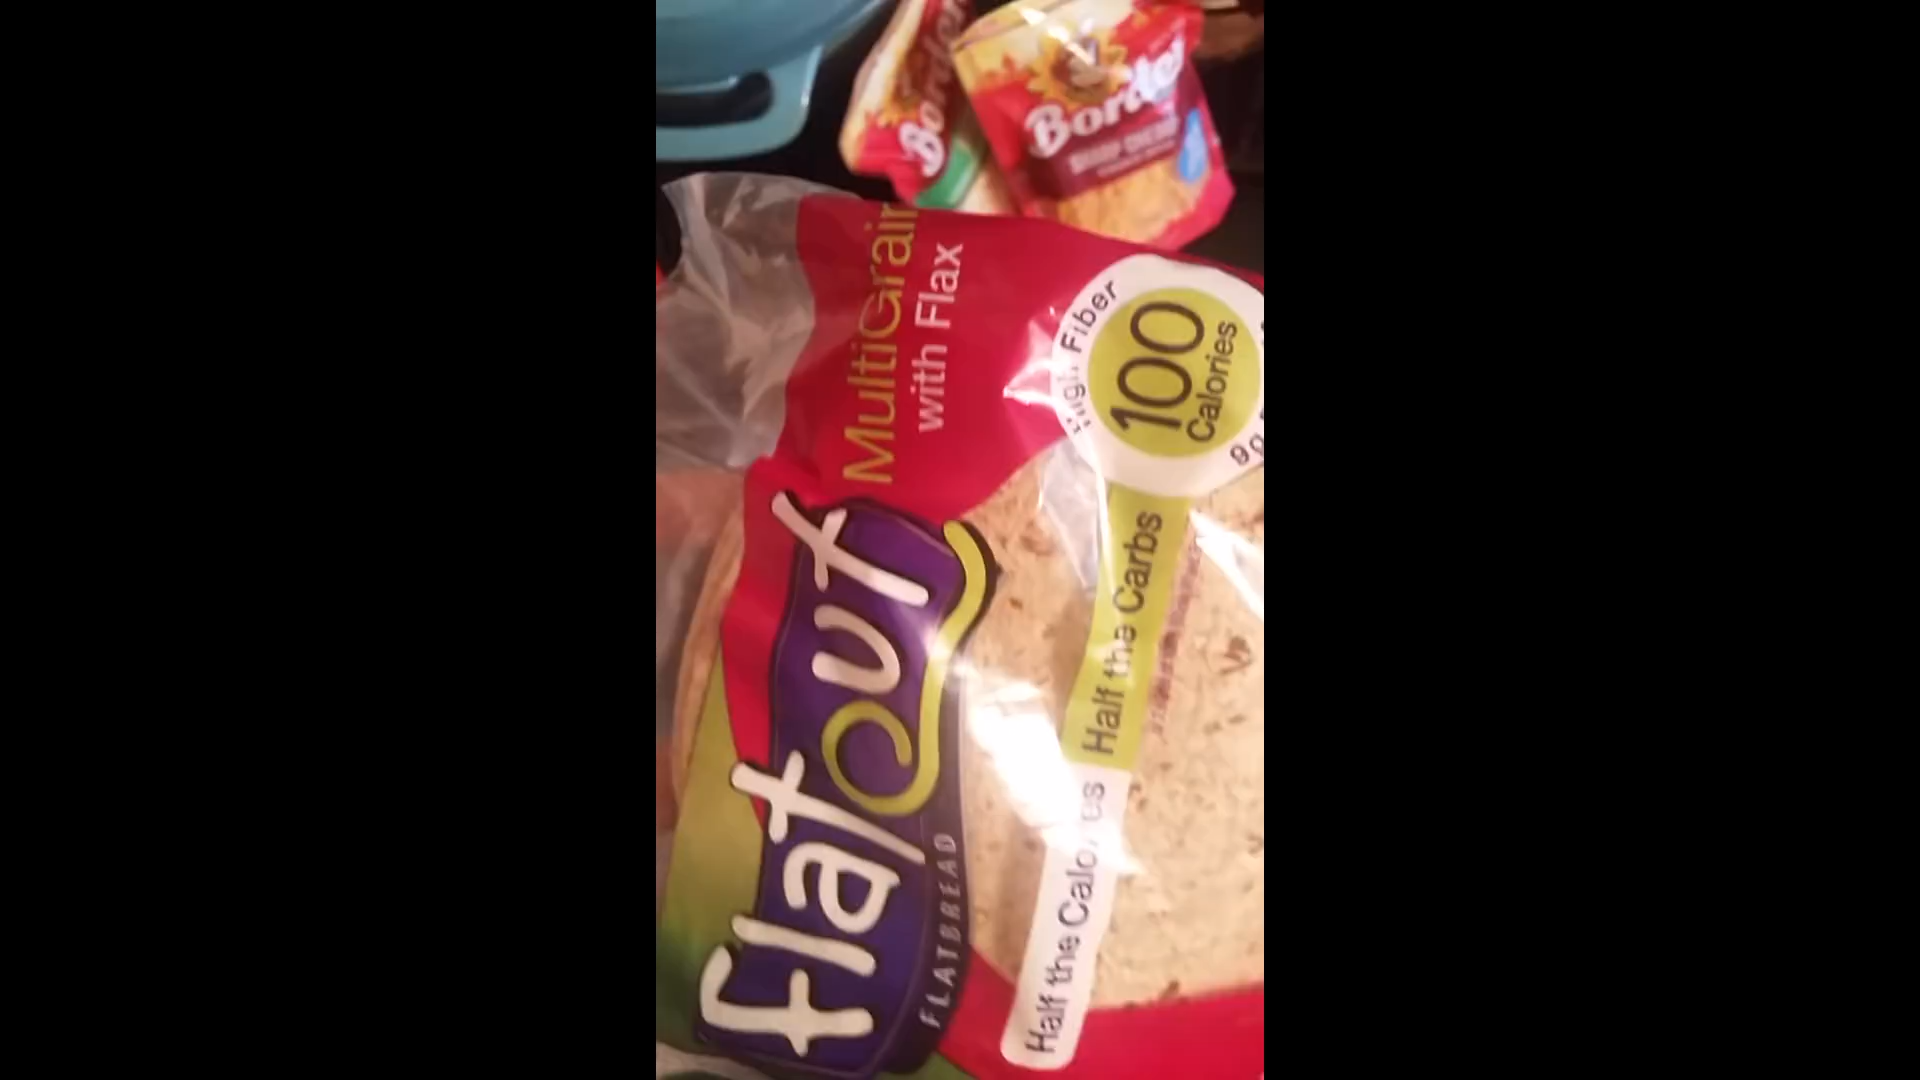 Borden
Borden
MultiGrain
with Flax
High Fiber
100
Calories
9g
flatout
FLATBREAD
Half the Calories Half the Carbs